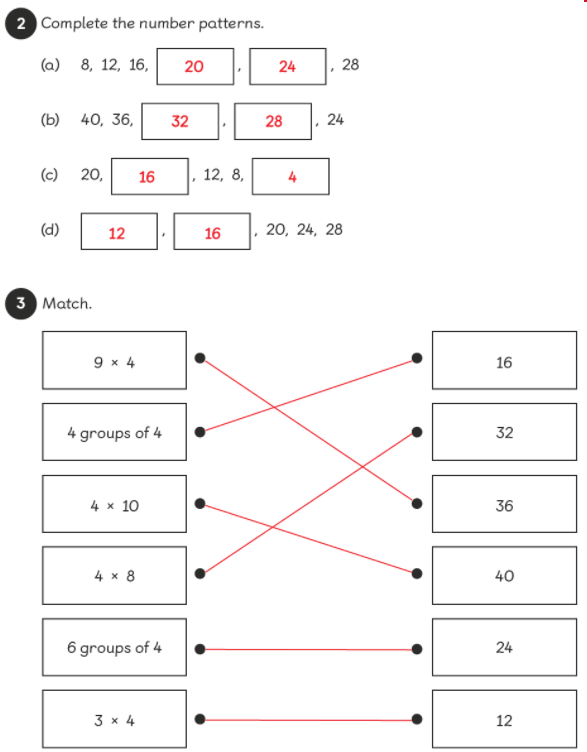 2 Complete the number patterns.
(a) 8, 12, 16, 20 , 24 , 28
(b) 40, 36, 32 , 28 , 24
(c) 20, 16 , 12, 8, 4
(d) 12 , 16 , 20, 24, 28
3 Match.
9 × 4 16
4 groups of 4 32
4 × 10 36
4 × 8 40
6 groups of 4 24
3 × 4 12